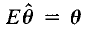 Eθ̂ = θ